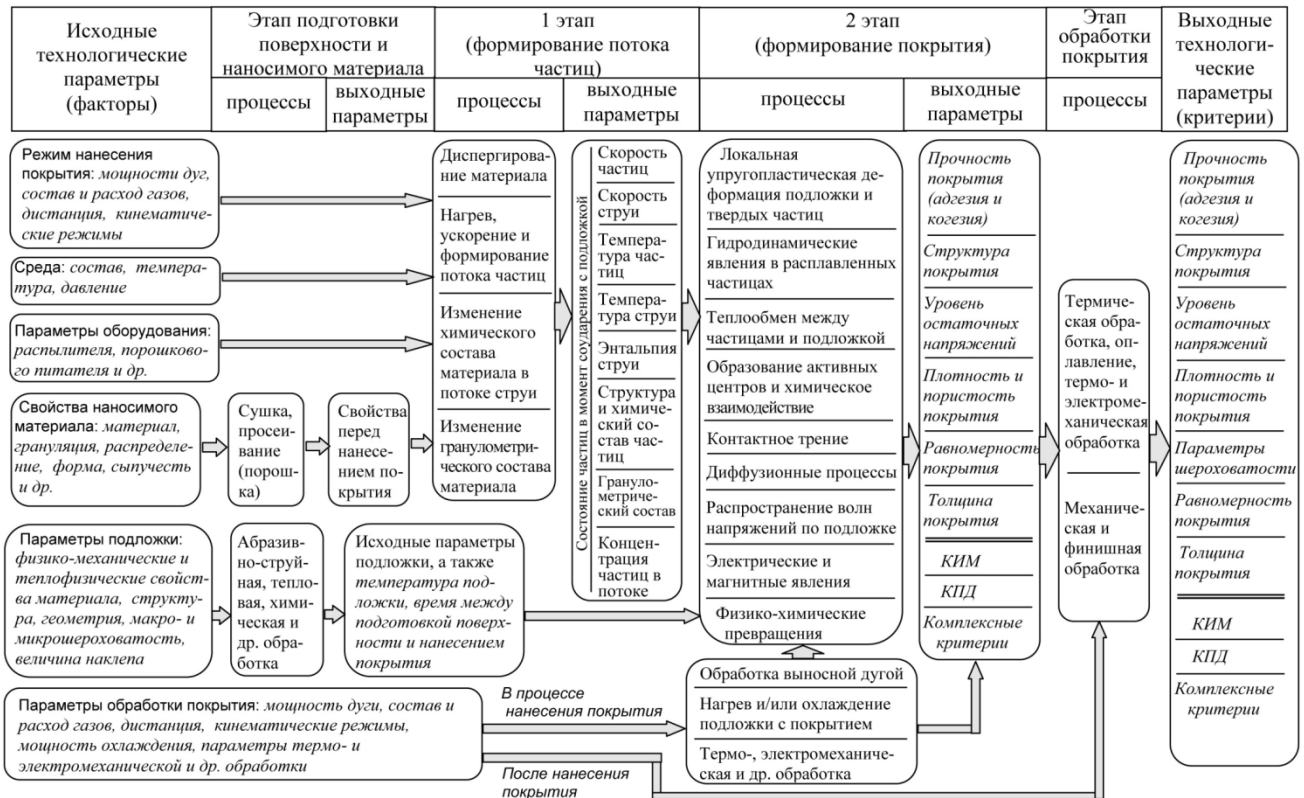 Исходные
технологические
параметры
(факторы)
Этап подготовки
поверхности и
наносимого материала
1 этап
(формирование потока
частиц)
2 этап
(формирование покрытия)
Этап
обработки
покрытия
Выходные
технологи-
ческие
параметры
(критерии)
процессы
выходные
параметры
процессы
выходные
параметры
процессы
выходные
параметры
процессы
Режим нанесения
покрытия: мощности дуг,
состав и расход газов,
дистанция, кинематиче-
ские режимы
Среда: состав, темпера-
тура, давление
Параметры оборудования:
распылителя, порошково-
го питателя и др.
Свойства наносимого
материала: материал,
грануляция, распределе-
ние, форма, сыпучесть
и др.
Сушка,
просеи-
вание
(порош-
ка)
Свойства
перед
нанесе-
нием по-
крытия
Параметры подложки:
физико-механические и
теплофизические свойст-
ва материала, структу-
ра, геометрия, макро- и
микрошероховатость,
величина наклепа
Абразив-
но-струй-
ная, тепло-
вая, хими-
ческая и
др. обра-
ботка
Исходные параметры
подложки, а также
температура под-
ложки, время между
подготовкой поверх-
ности и нанесением
покрытия
Параметры обработки покрытия: мощность дуги, состав и
расход газов, дистанция, кинематические режимы,
мощность охлаждения, параметры термо- и
электромеханической и др. обработки
В процессе
нанесения покрытия
После нанесения
покрытия
Диспергирова-
ние материала
Нагрев,
ускорение и
формирование
потока частиц
Изменение
химического
состава
материала в
потоке струи
Изменение
гранулометри-
ческого состава
материала
Состояние частиц в момент соударения с подложкой
Скорость
частиц
Скорость
струи
Темпера-
тура час-
тиц
Темпера-
тура струи
Энтальпия
струи
Структура
и химиче-
ский со-
став час-
тиц
Грануло-
метриче-
ский состав
Концен-
трация
частиц в
потоке
Локальная
упругопластическая де-
формация подложки и
твердых частиц
Гидродинамические
явления в расплавленных
частицах
Теплообмен между
частицами и подложкой
Образование активных
центров и химическое
взаимодействие
Контактное трение
Диффузионные процессы
Распространение волн
напряжений по подложке
Электрические и
магнитные явления
Физико-химические
превращения
Обработка выносной дугой
Нагрев и/или охлаждение
подложки с покрытием
Термо-, электромеханиче-
ская и др. обработка
Прочность
покрытия
(адгезия и
когезия)
Структура
покрытия
Уровень
остаточных
напряжений
Плотность и
пористость
покрытия
Равномерность
покрытия
Толщина
покрытия
КИМ
КПД
Комплексные
критерии
Термиче-
ская обра-
ботка, оп-
лавление,
термо- и
электроме-
ханическая
обработка
Механиче-
ская и
финишная
обработка
Прочность
покрытия
(адгезия и
когезия)
Структура
покрытия
Уровень
остаточных
напряжений
Плотность и
пористость
покрытия
Параметры
шероховатости
Равномерность
покрытия
Толщина
покрытия
КИМ
КПД
Комплексные
критерии